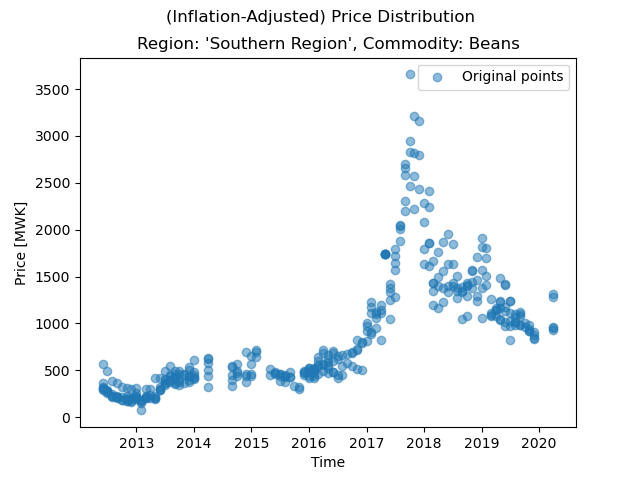 (Inflation-Adjusted) Price Distribution
Region: 'Southern Region', Commodity: Beans
Original points
3500
3000
2500
2000
1500
1000
500
0
Price [MWK]
2013 2014 2015 2016 2017 2018 2019 2020
Time